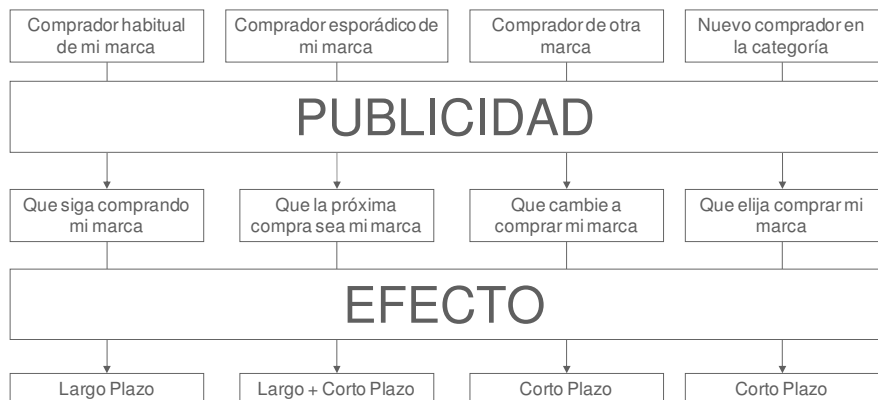 Comprador habitual
de mi marca
Comprador esporádico de
mi marca
Comprador de otra
marca
Nuevo comprador en
la categoría
PUBLICIDAD
Que siga comprando
mi marca
Que la próxima
compra sea mi marca
Que cambie a
comprar mi marca
Que elija comprar mi
marca
EFECTO
Largo Plazo
Largo + Corto Plazo
Corto Plazo
Corto Plazo